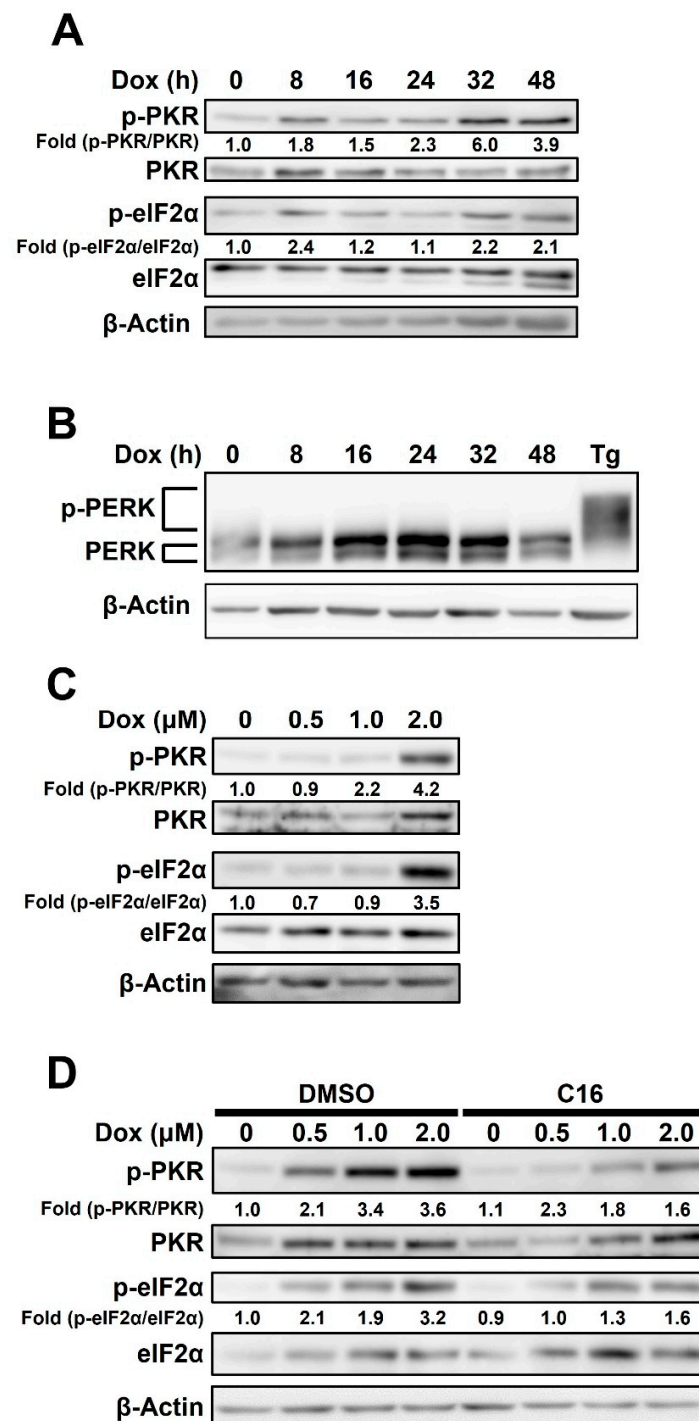 A
Dox (h) 0 8 16 24 32 48
p-PKR
Fold (p-PKR/PKR) 1.0 1.8 1.5 2.3 6.0 3.9
PKR
p-eIF2α
Fold (p-eIF2α/eIF2α) 1.0 2.4 1.2 1.1 2.2 2.1
eIF2α
β-Actin
B
Dox (h) 0 8 16 24 32 48 Tg
p-PERK
PERK
β-Actin
C
Dox (µM) 0 0.5 1.0 2.0
p-PKR
Fold (p-PKR/PKR) 1.0 0.9 2.2 4.2
PKR
p-eIF2α
Fold (p-eIF2α/eIF2α) 1.0 0.7 0.9 3.5
eIF2α
β-Actin
D
DMSO C16
Dox (µM) 0 0.5 1.0 2.0 0 0.5 1.0 2.0
p-PKR
Fold (p-PKR/PKR) 1.0 2.1 3.4 3.6 1.1 2.3 1.8 1.6
PKR
p-eIF2α
Fold (p-eIF2α/eIF2α) 1.0 2.1 1.9 3.2 0.9 1.0 1.3 1.6
eIF2α
β-Actin